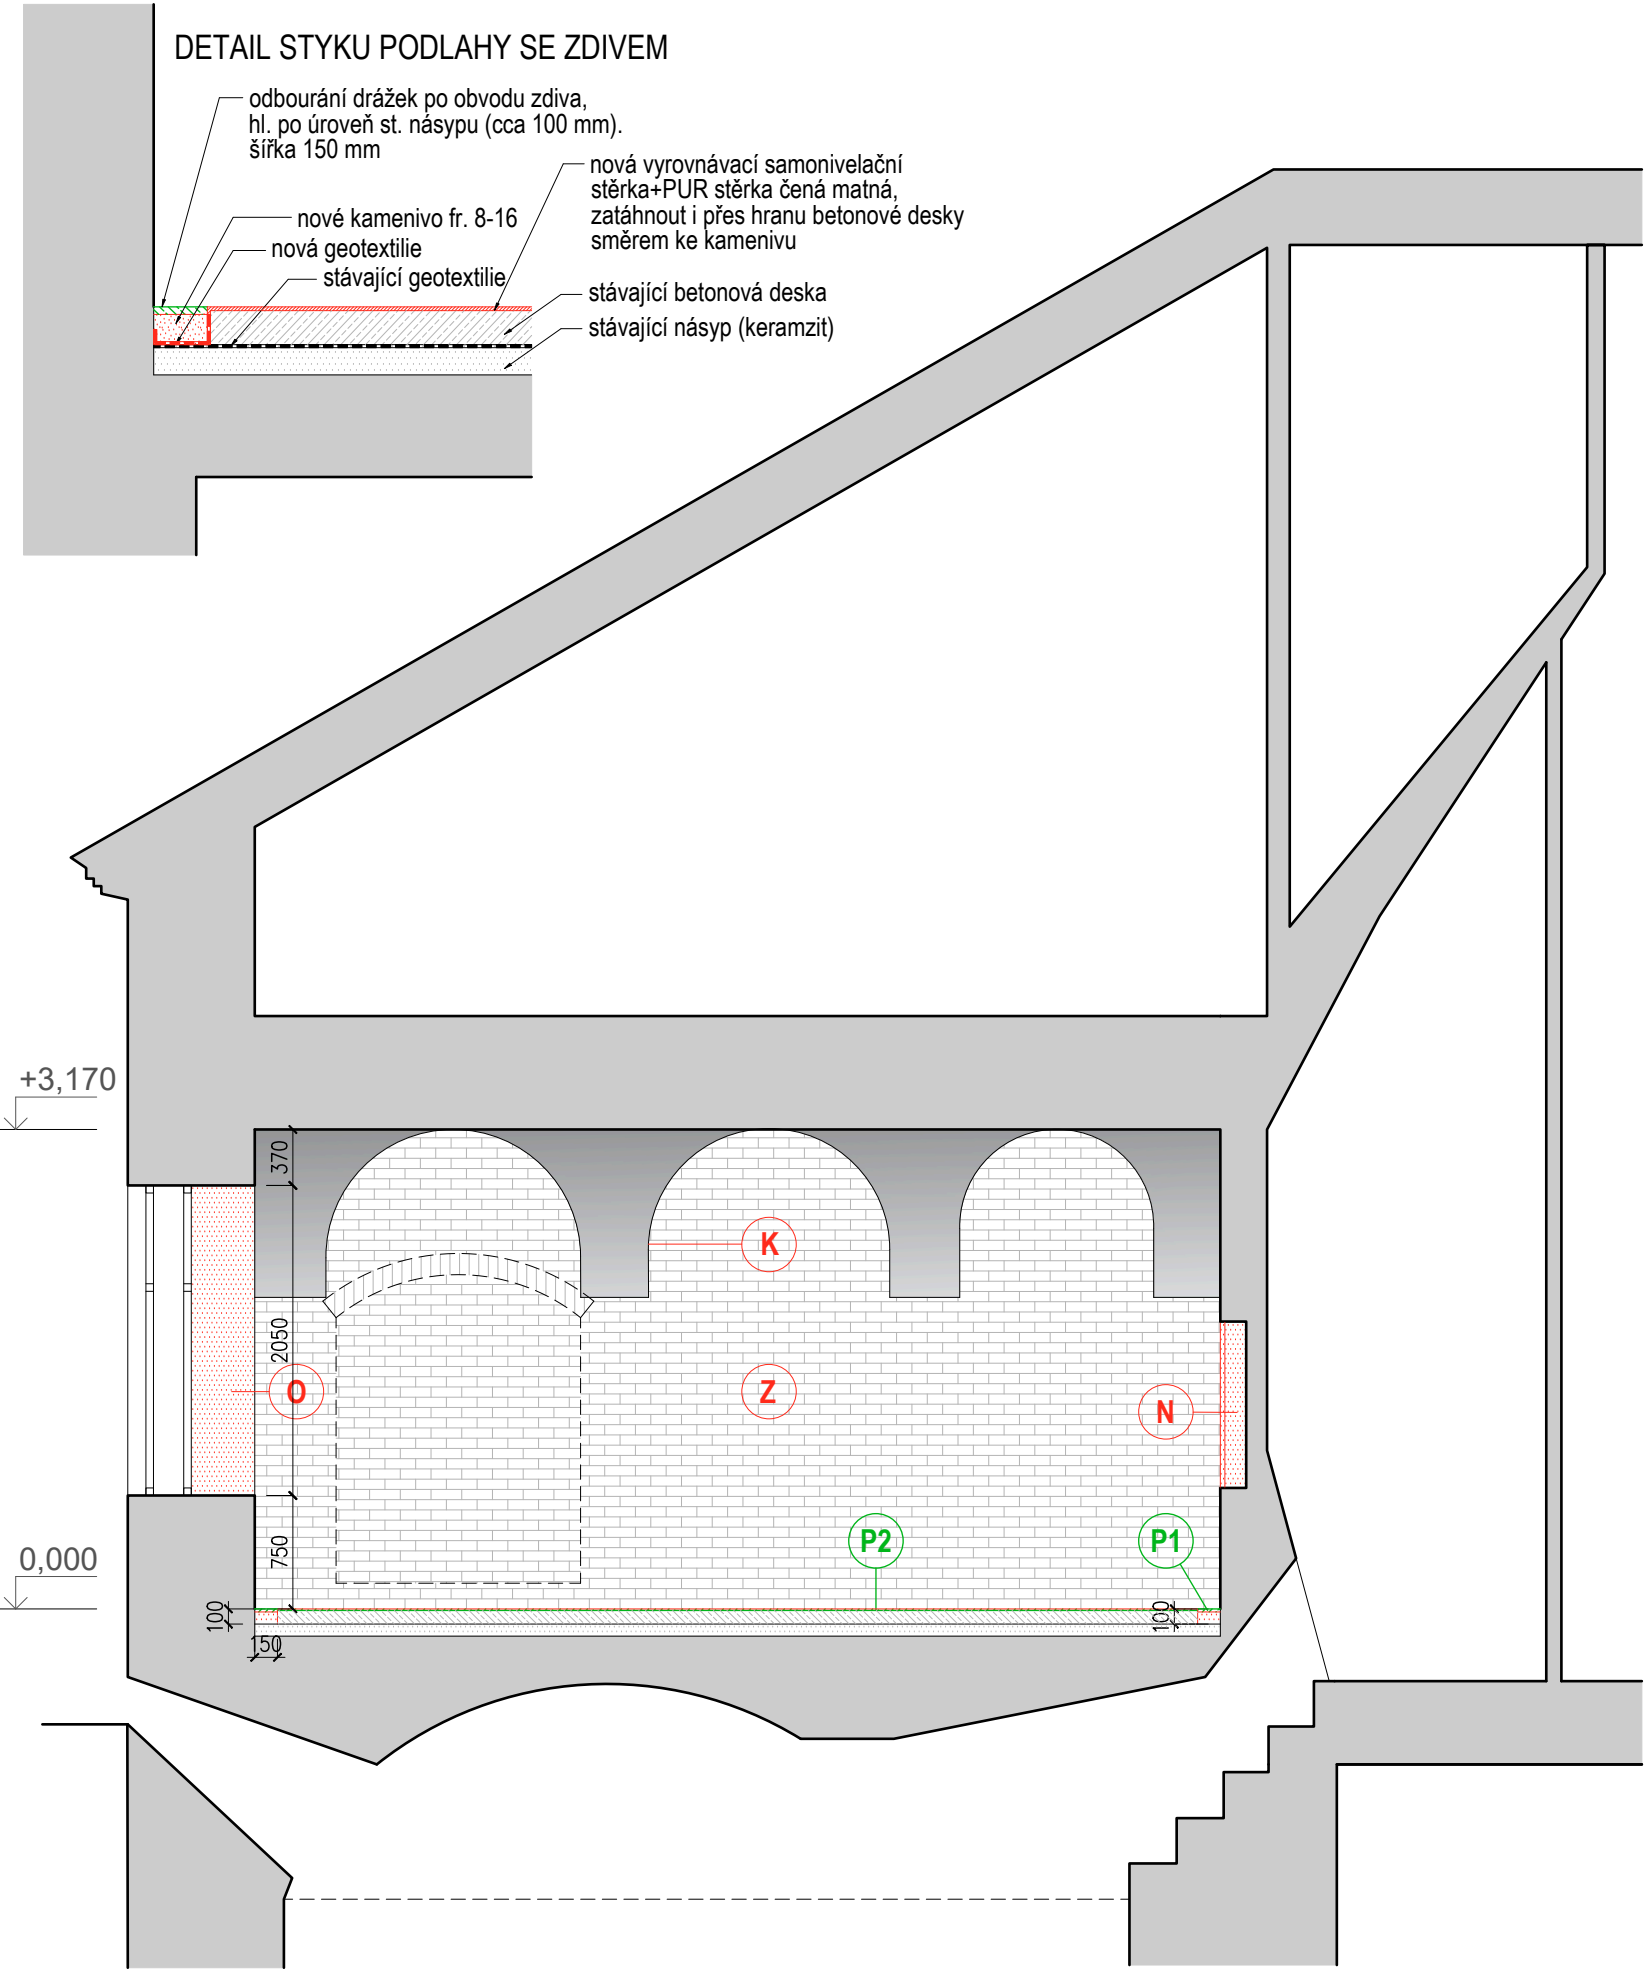 DETAIL STYKU PODLAHY SE ZDIVEM
odbourání drážek po obvodu zdiva,
hl. po úroveň st. násypu (cca 100 mm).
šířka 150 mm
nová vyrovnávací samonivelační
stěrka+PUR stěrka čená matná,
zatáhnout i přes hranu betonové desky
směrem ke kamenivu
nové kamenivo fr. 8-16
nová geotextilie
stávající geotextilie
stávající betonová deska
stávající násyp (keramzit)
+3,170
370
K
2050
O
Z
N
750
P2
P1
0,000
100
100
150